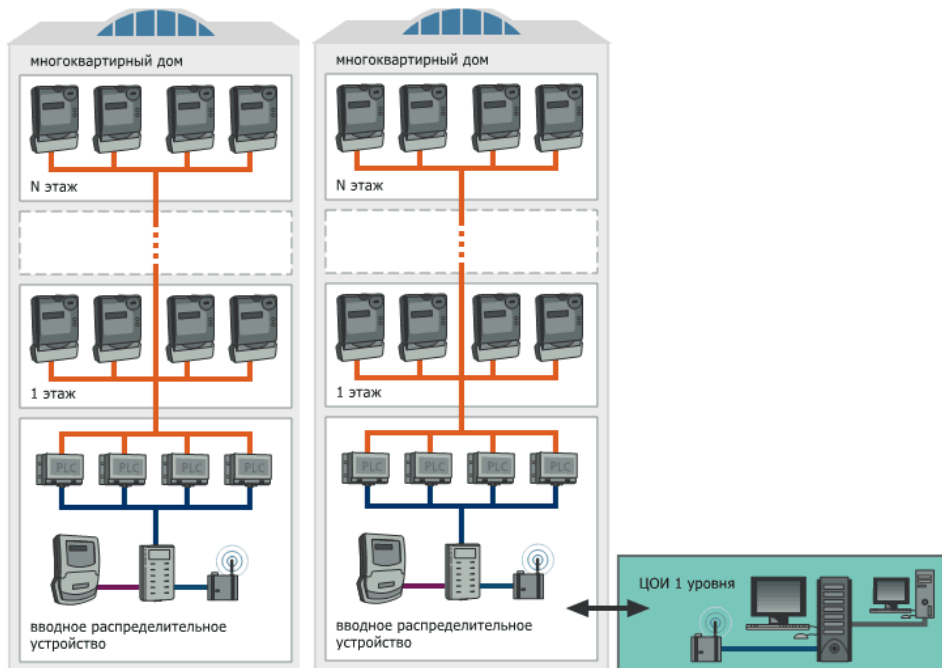 многоквартирный дом
N этаж
1 этаж
PLC PLC PLC PLC
вводное распределительное
устройство
многоквартирный дом
N этаж
1 этаж
PLC PLC PLC PLC
вводное распределительное
устройство
ЦОИ 1 уровня